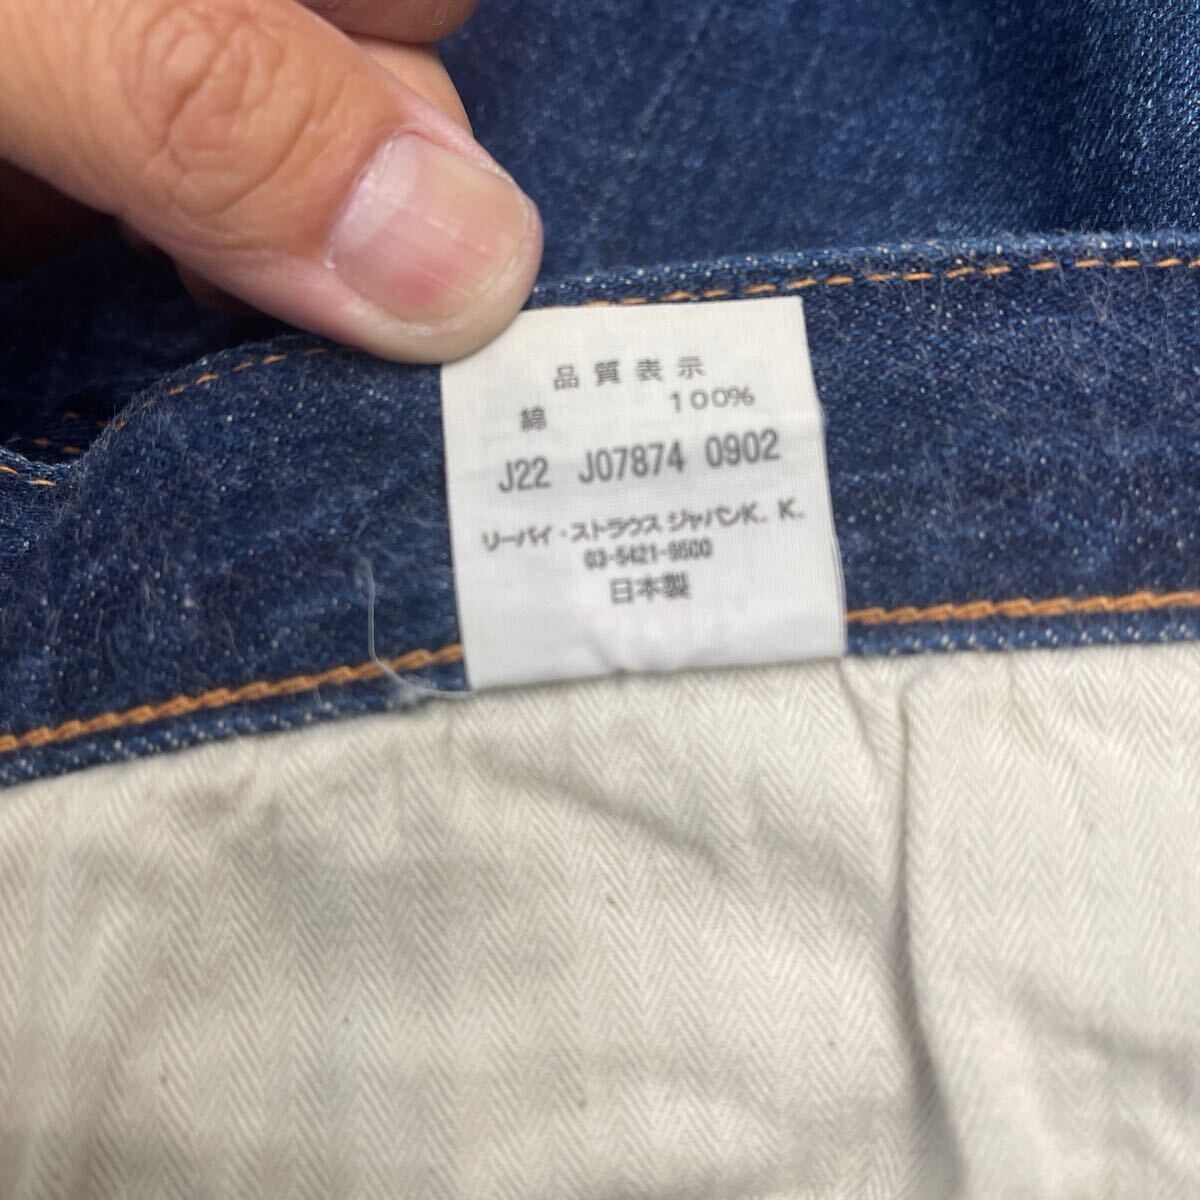 品質表示
綿 100%
J22 J07874 0902
リーバイ・ストラウス ジャパンK. K.
03-5421-9500
日本製